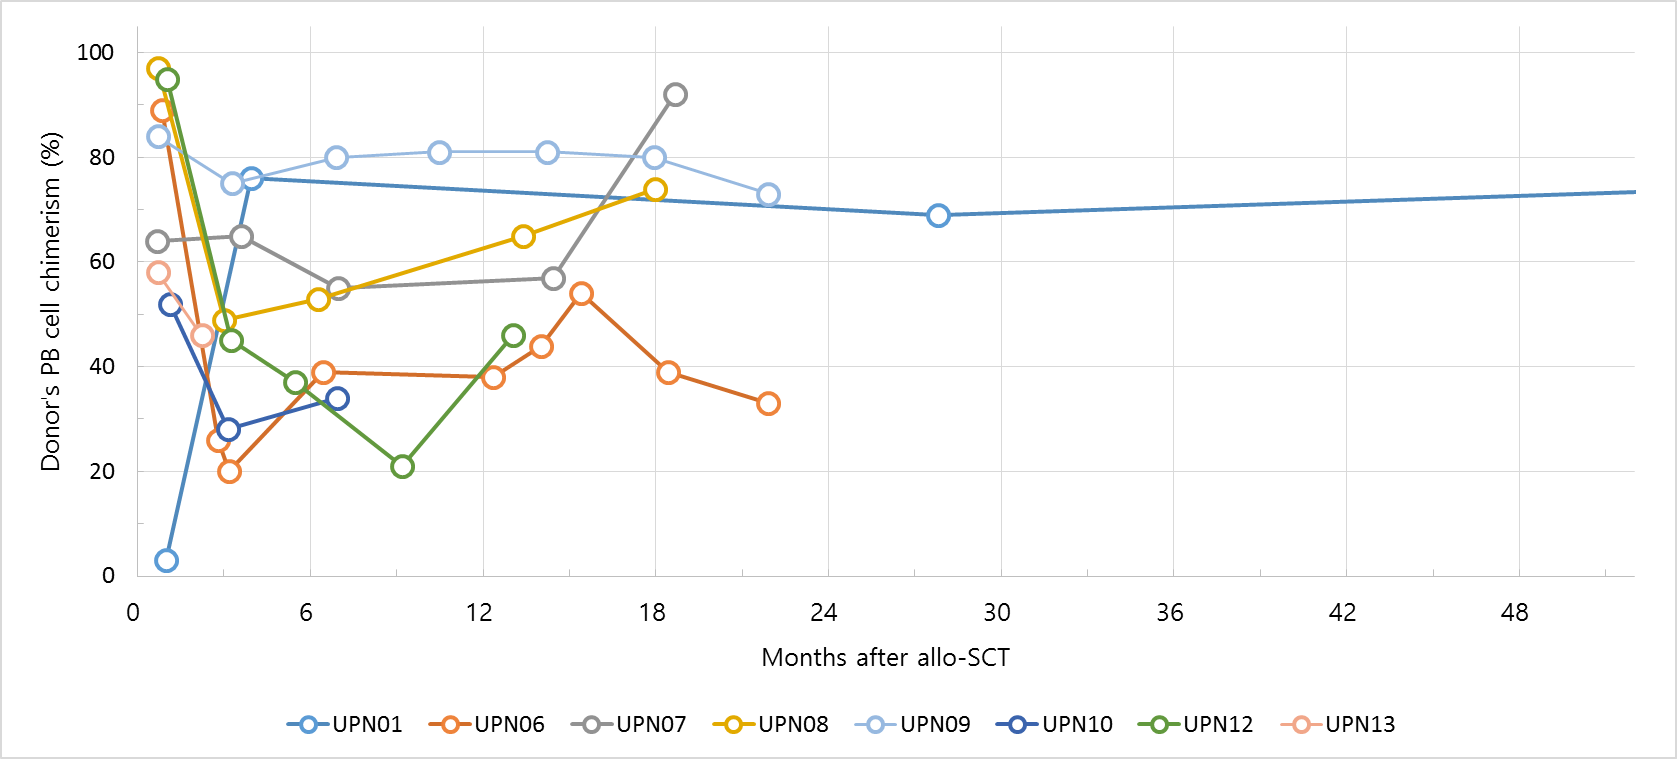 Donor's PB cell chimerism (%)
100
80
60
40
20
0
0 6 12 18 24 30 36 42 48
Months after allo-SCT
UPN01 UPN06 UPN07 UPN08 UPN09 UPN10 UPN12 UPN13